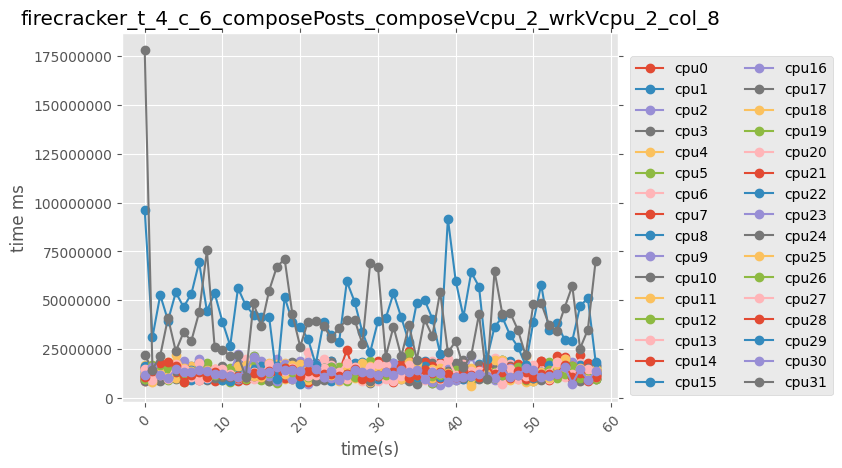 firecracker_t_4_c_6_composePosts_composeVcpu_2_wrkVcpu_2_col_8
175000000
150000000
125000000
100000000
75000000
50000000
25000000
0
time ms
0
10
20
30
40
50
60
time(s)
cpu0
cpu1
cpu2
cpu3
cpu4
cpu5
cpu6
cpu7
cpu8
cpu9
cpu10
cpu11
cpu12
cpu13
cpu14
cpu15
cpu16
cpu17
cpu18
cpu19
cpu20
cpu21
cpu22
cpu23
cpu24
cpu25
cpu26
cpu27
cpu28
cpu29
cpu30
cpu31